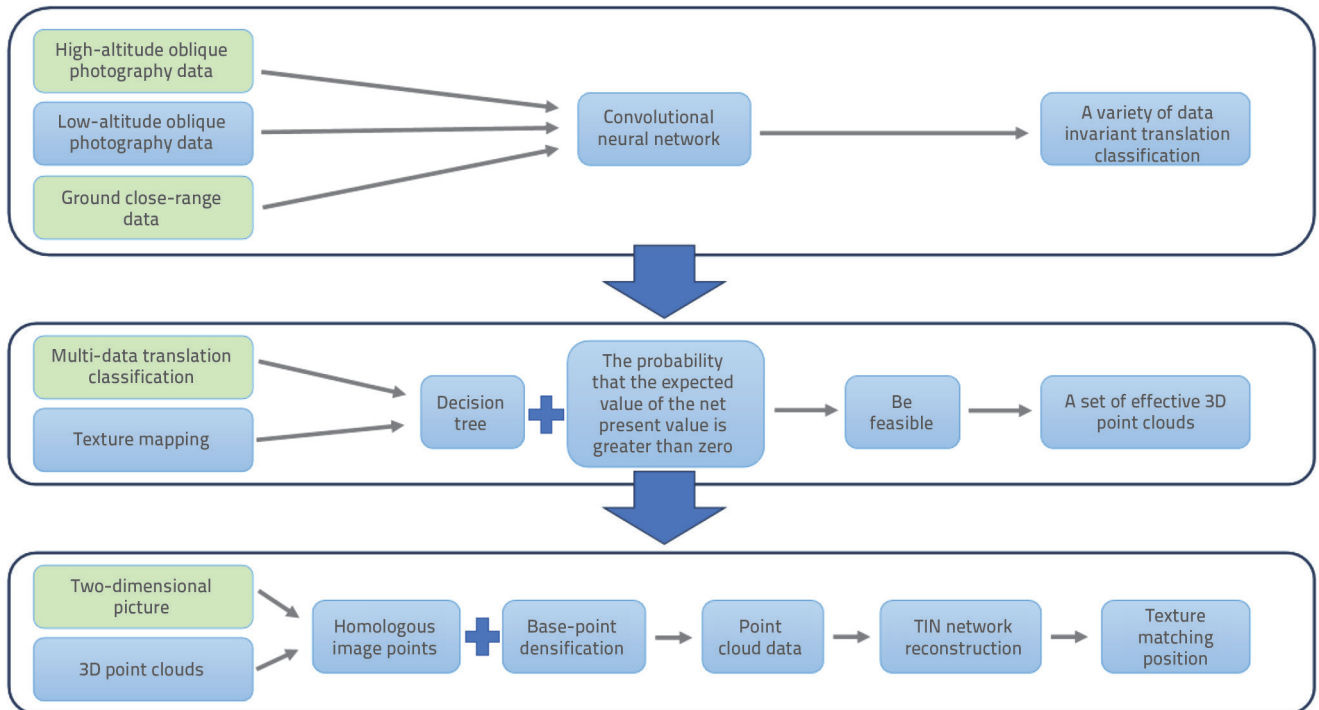 High-altitude oblique
photography data
Low-altitude oblique
photography data
Ground close-range
data
Convolutional
neural network
A variety of data
invariant translation
classification
Multi-data translation
classification
Texture mapping
Decision
tree
The probability
that the expected
value of the net
present value is
greater than zero
Be
feasible
A set of effective 3D
point clouds
Two-dimensional
picture
3D point clouds
Homologous
image points
Base-point
densification
Point
cloud data
TIN network
reconstruction
Texture
matching
position